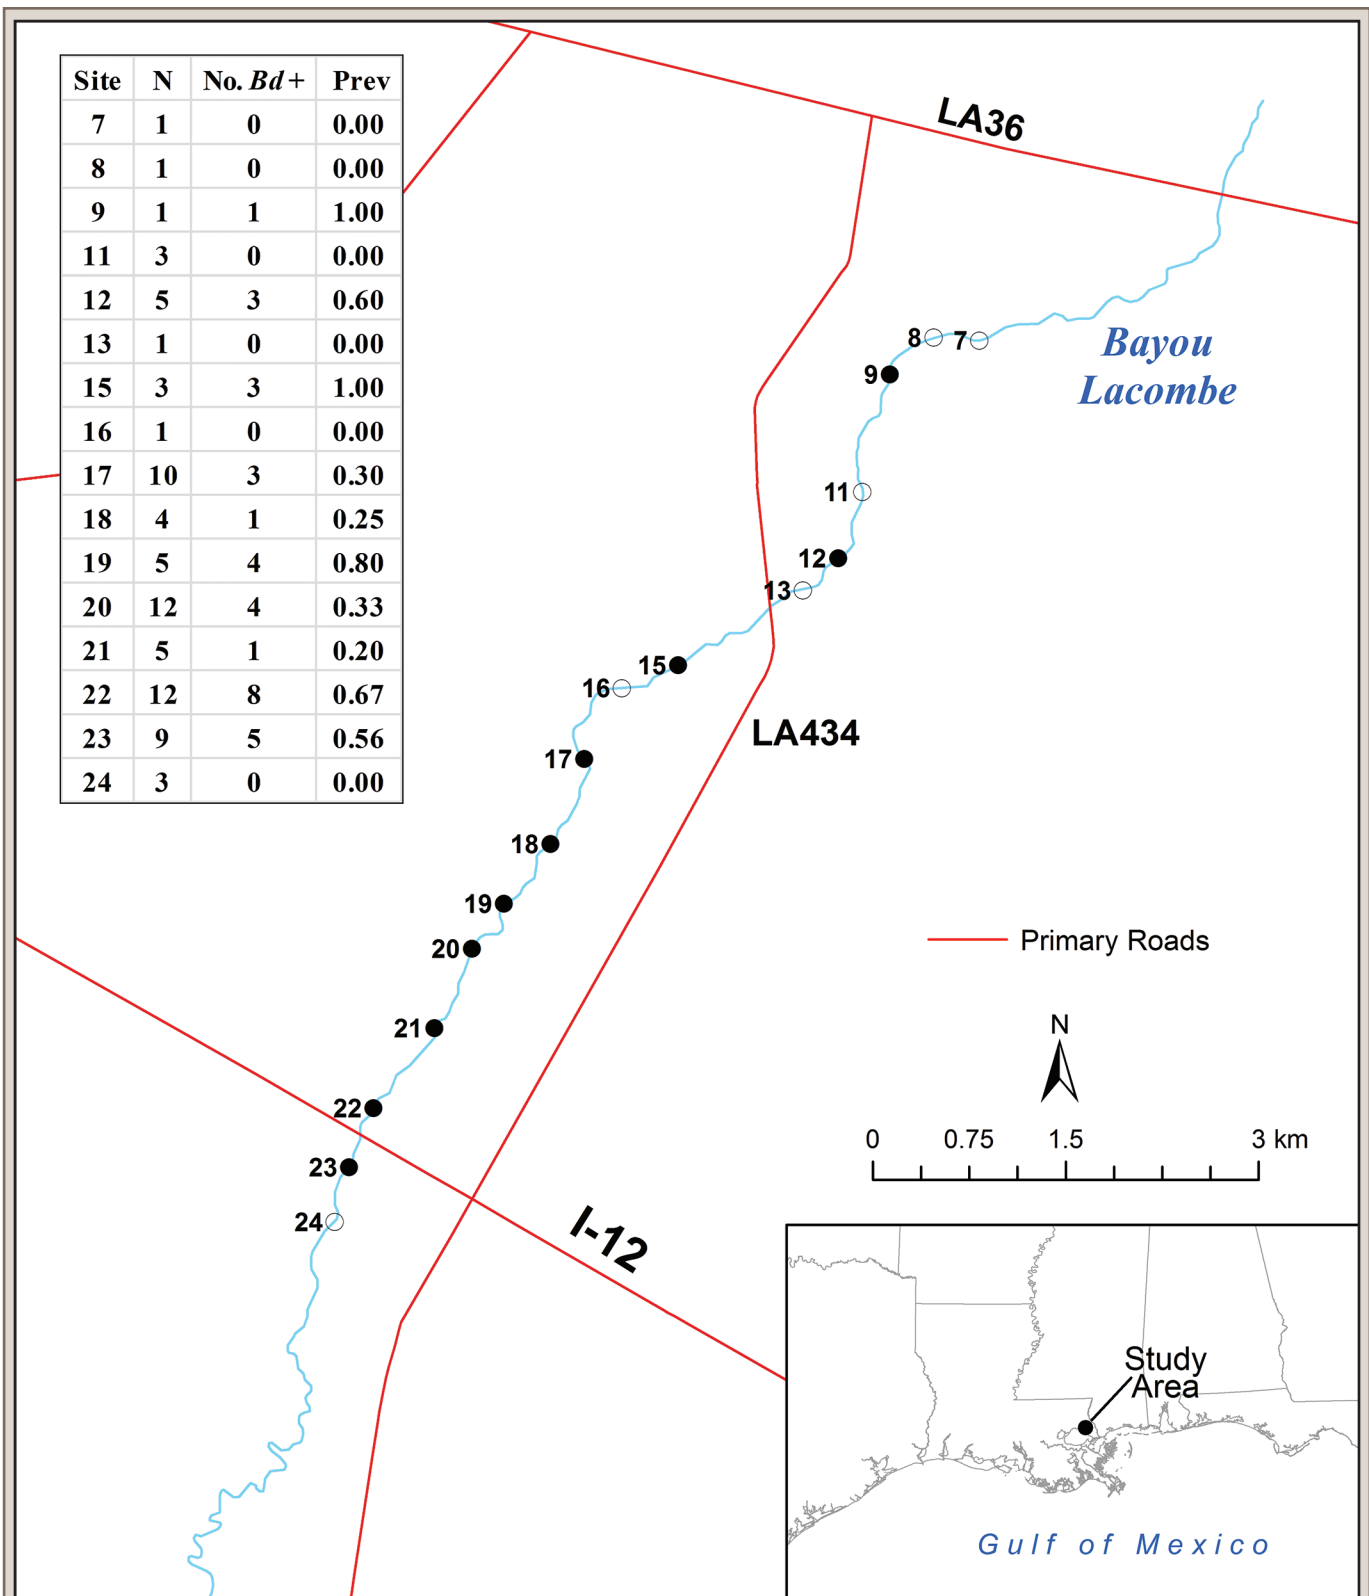 Site N No. Bd + Prev
7 1 0 0.00
8 1 0 0.00
9 1 1 1.00
11 3 0 0.00
12 5 3 0.60
13 1 0 0.00
15 3 3 1.00
16 1 0 0.00
17 10 3 0.30
18 4 1 0.25
19 5 4 0.80
20 12 4 0.33
21 5 1 0.20
22 12 8 0.67
23 9 5 0.56
24 3 0 0.00
LA36
8
7
Bayou
Lacombe
9
11
12
13
15
16
LA434
17
18
19
20
21
22
23
24
I-12
Primary Roads
N
0 0.75 1.5 3 km
Study
Area
Gulf of Mexico